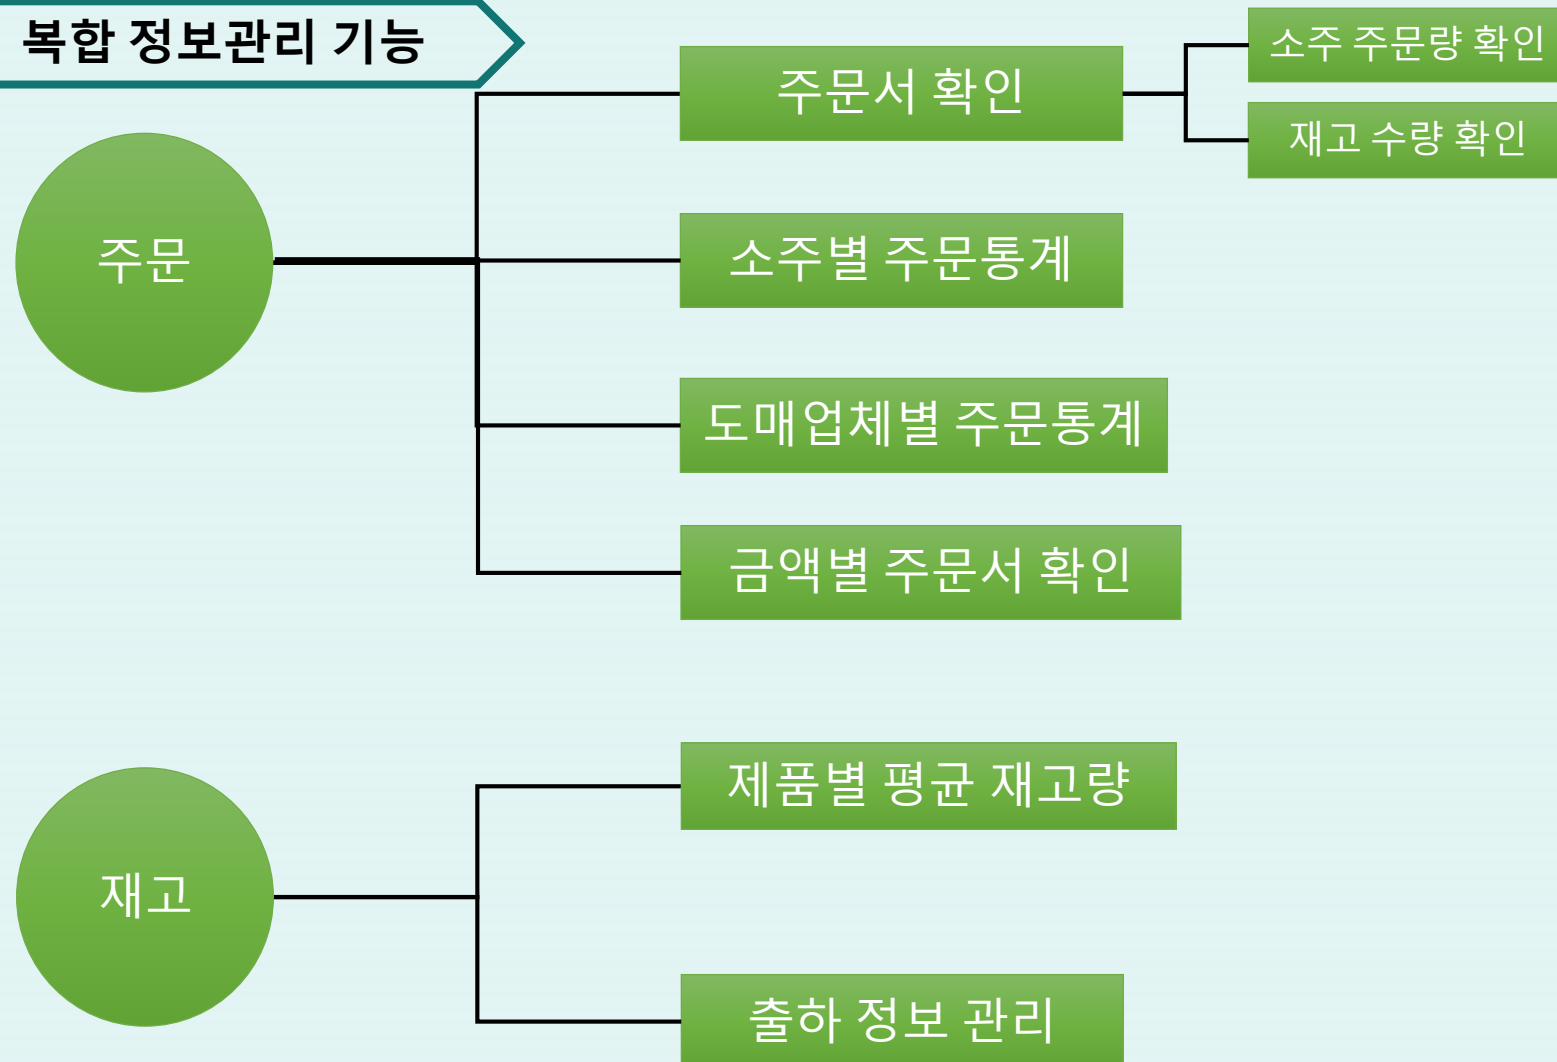 복합 정보관리 기능
주문
주문서 확인
소주 주문량 확인
재고 수량 확인
소주별 주문통계
도매업체별 주문통계
금액별 주문서 확인
재고
제품별 평균 재고량
출하 정보 관리